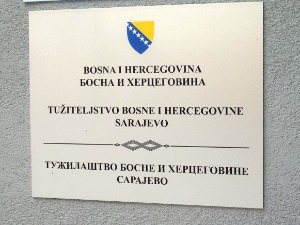 BOSNA I HERCEGOVINA
БОСНА И ХЕРЦЕГОВИНА
TUŽITELJSTVO BOSNE I HERCEGOVINE
SARAJEVO
ТУЖИЛАШТВО БОСНЕ И ХЕРЦЕГОВИНЕ
САРАЈЕВО